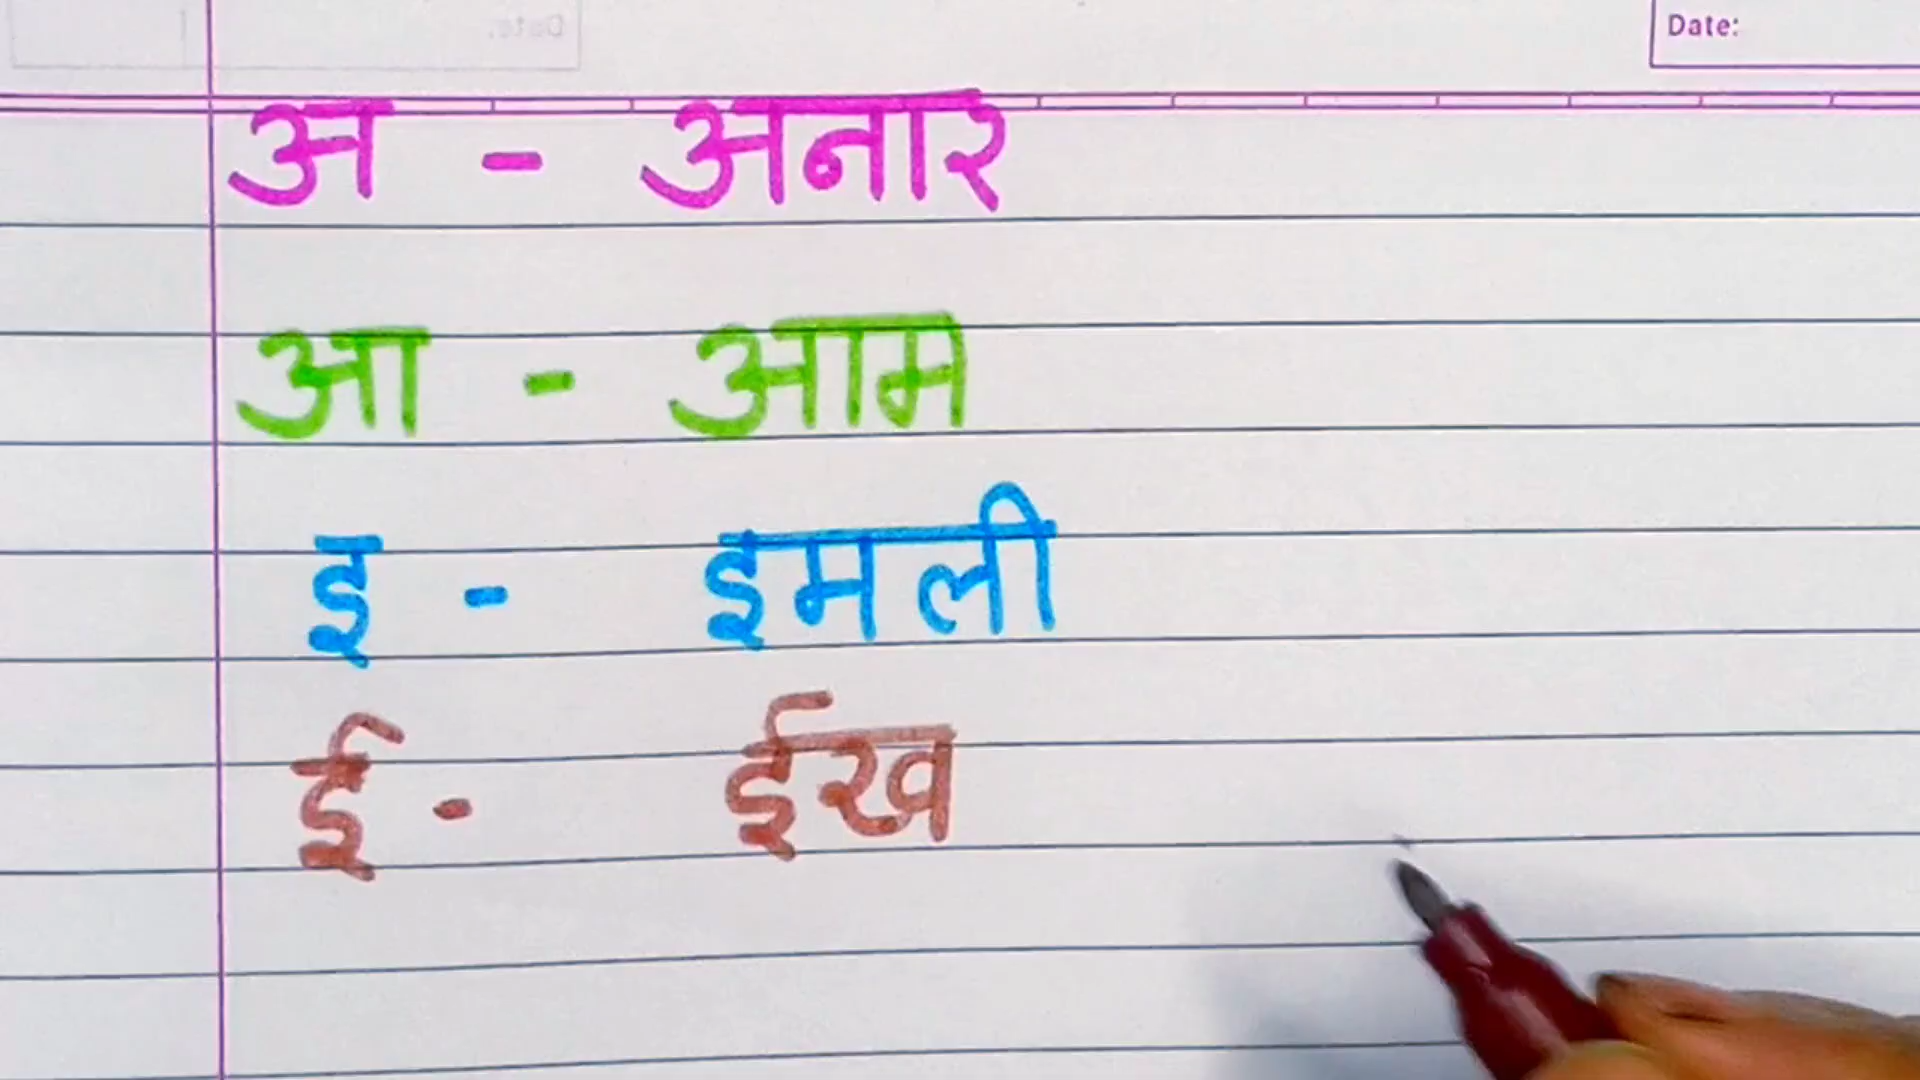 Date:
अ - अनार
आ - आम
इ - इमली
ई - ईख